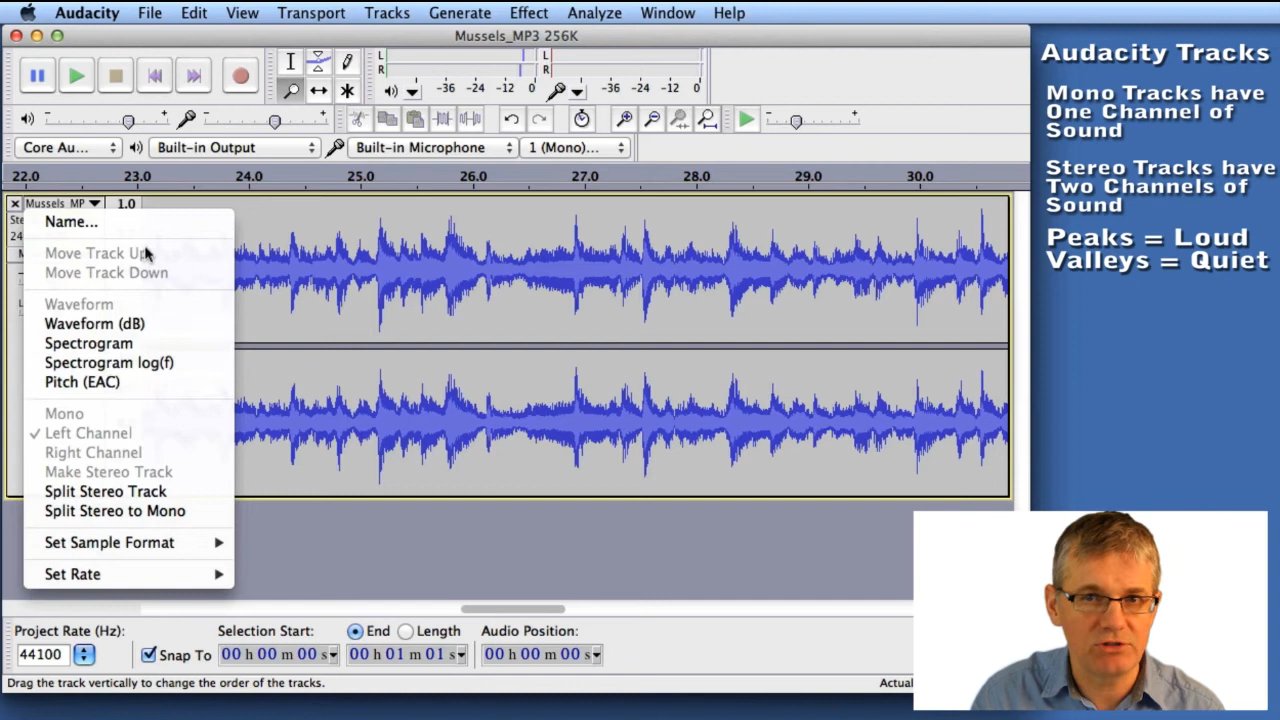 Audacity File Edit View Transport Tracks Generate Effect Analyze Window Help
Mussels_MP3 256K
L
R
-36 -24 -12 0
L
R
-36 -24 -12 0
Core Au... Built-in Output Built-in Microphone 1 (Mono)...
22.0 23.0 24.0 25.0 26.0 27.0 28.0 29.0 30.0
Mussels MP 1.0
Ste
24
M
L
Name...
Move Track Up
Move Track Down
Waveform
Waveform (dB)
Spectrogram
Spectrogram log(f)
Pitch (EAC)
Mono
Left Channel
Right Channel
Make Stereo Track
Split Stereo Track
Split Stereo to Mono
Set Sample Format
Set Rate
Project Rate (Hz): Selection Start: End Length Audio Position:
44100 Snap To 00 h 00 m 00 s 00 h 01 m 01 s 00 h 00 m 00 s
Drag the track vertically to change the order of the tracks. Actual
Audacity Tracks
Mono Tracks have
One Channel of
Sound
Stereo Tracks have
Two Channels of
Sound
Peaks = Loud
Valleys = Quiet